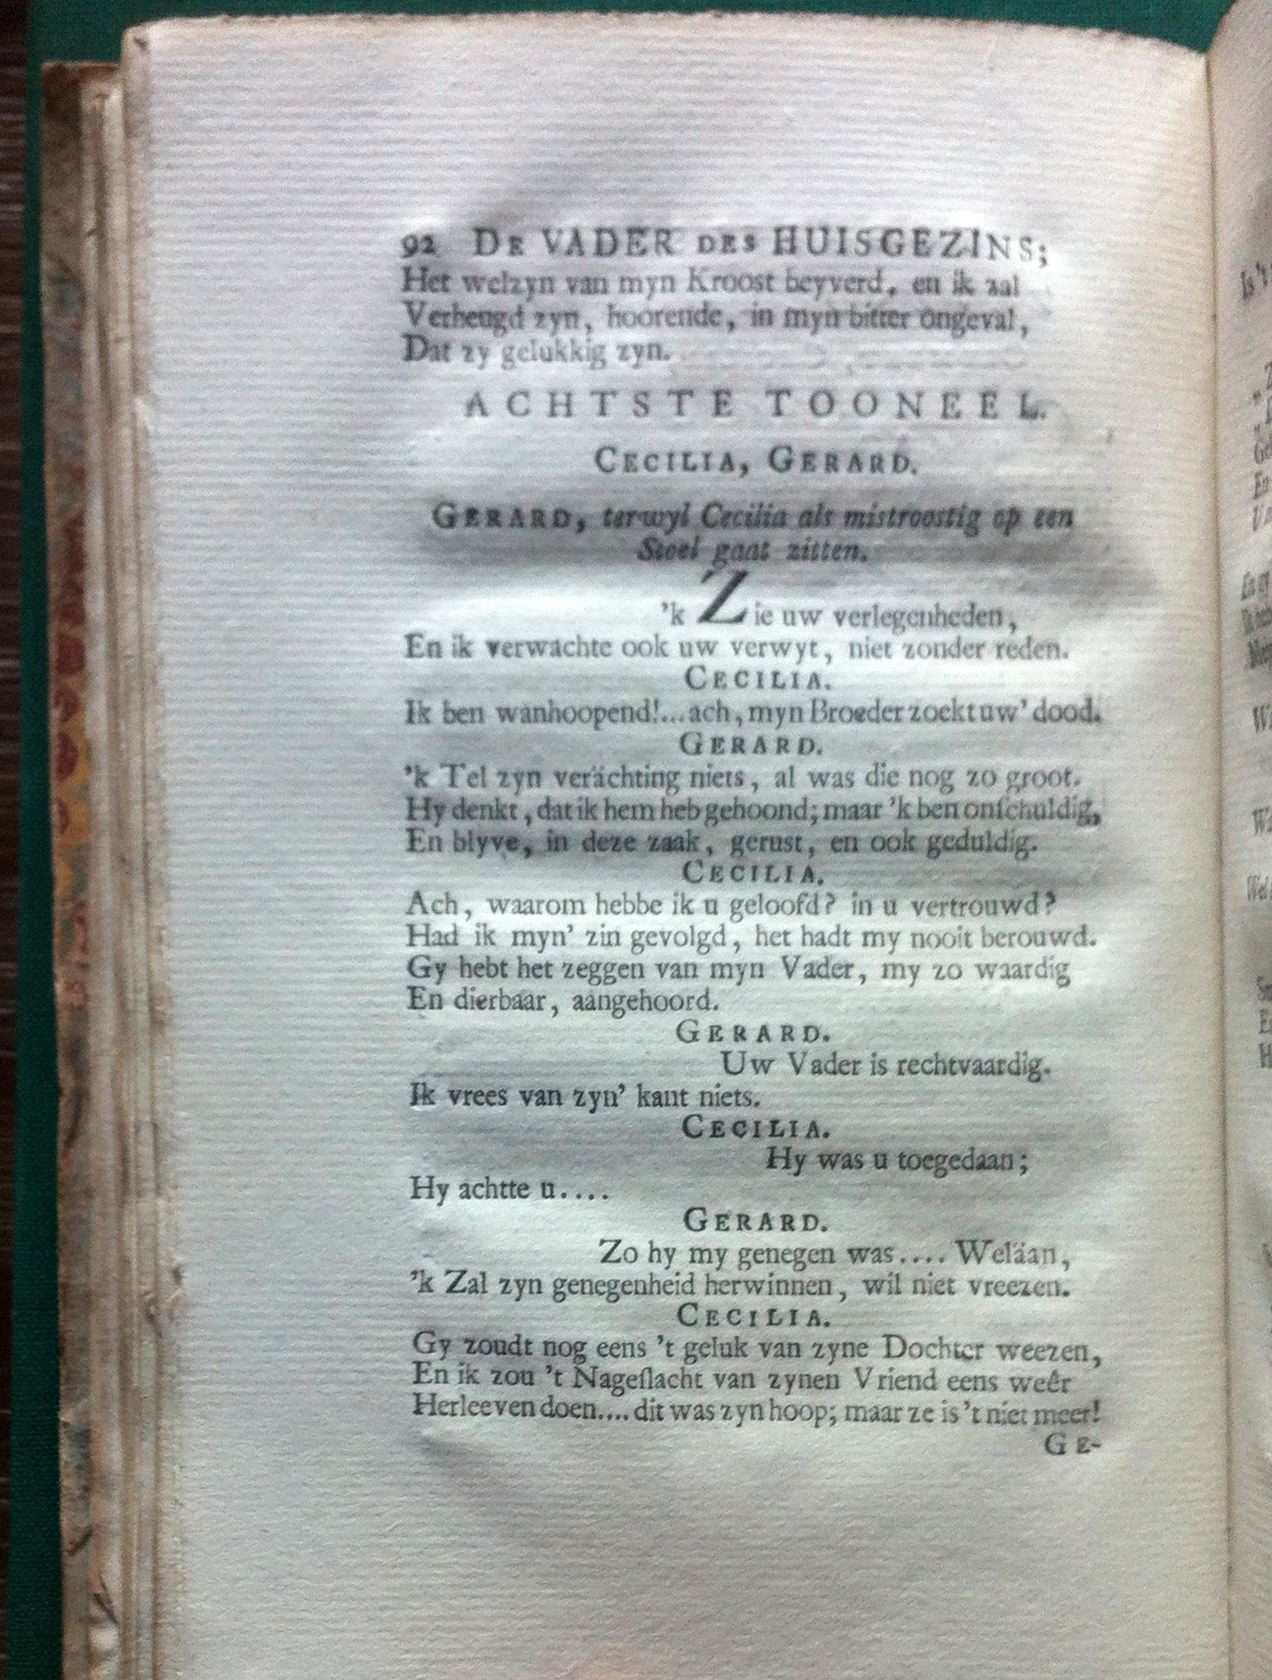 92 DE VADER DES HUISGEZINS;
Het welzyn van myn Kroost beyverd, en ik zal
Verheugd zyn, hoorende, in myn bitter ongeval,
Dat zy gelukkig zyn.
ACHTSTE TOONEEL.
CECILIA, GERARD.
GERARD, terwyl Cecilia als mistroostig op een
Stoel gaat zitten.
'k Zie uw verlegenheden,
En ik verwachte ook uw verwyt, niet zonder reden.
CECILIA.
Ik ben wanhoopend!...ach, myn Broeder zoekt uw' dood.
GERARD.
'k Tel zyn verächting niets, al was die nog zo groot.
Hy denkt, dat ik hem heb gehoond; maar 'k ben onschuldig,
En blyve, in deze zaak, gerust, en ook geduldig.
CECILIA.
Ach, waarom hebbe ik u geloofd? in u vertrouwd?
Had ik myn' zin gevolgd, het hadt my nooit berouwd.
Gy hebt het zeggen van myn Vader, my zo waardig
En dierbaar, aangehoord.
GERARD.
Uw Vader is rechtvaardig.
Ik vrees van zyn' kant niets.
CECILIA.
Hy was u toegedaan;
Hy achtte u....
GERARD.
Zo hy my genegen was.... Weläan,
'k Zal zyn genegenheid herwinnen, wil niet vreezen.
CECILIA.
Gy zoudt nog eens 't geluk van zyne Dochter weezen,
En ik zou 't Nageslacht van zynen Vriend eens weêr
Herleeven doen.... dit was zyn hoop; maar ze is 't niet meer!
GE-